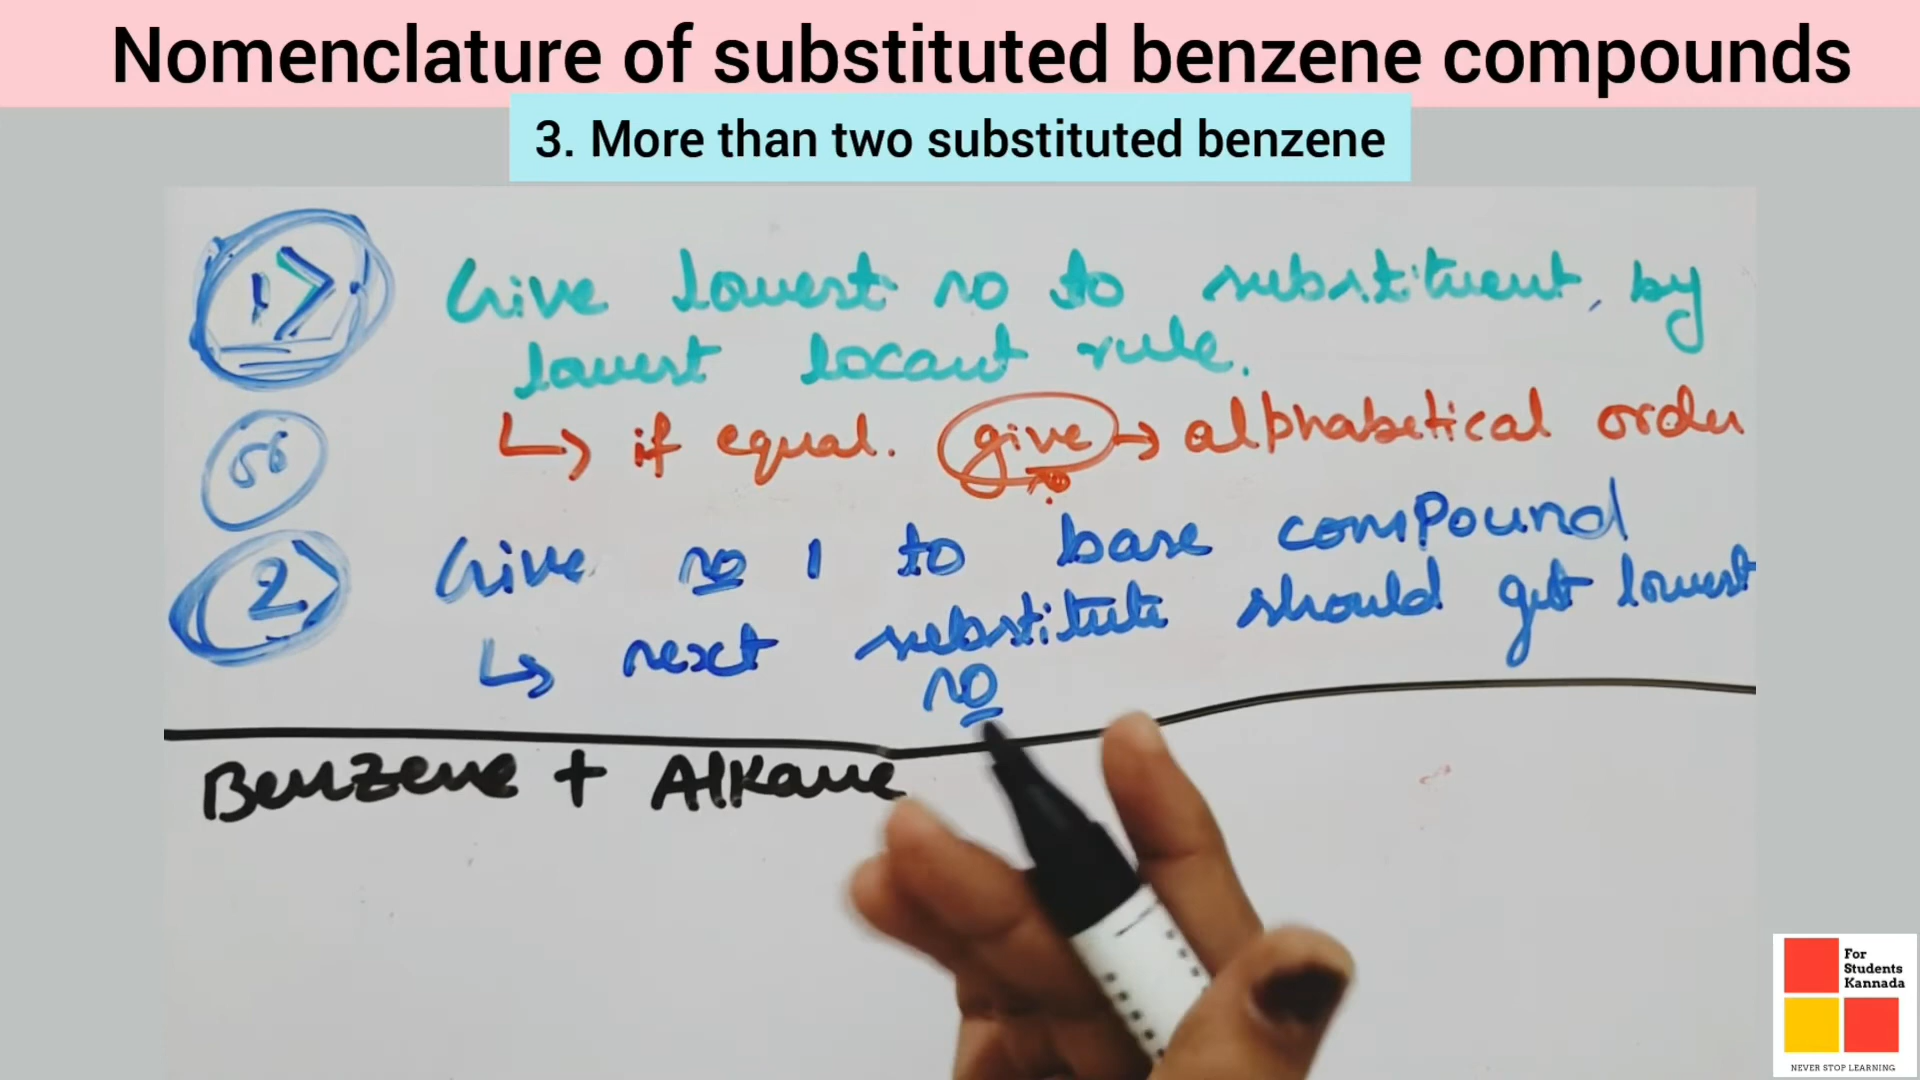 Nomenclature of substituted benzene compounds
3. More than two substituted benzene
1> Give lowest no to substituent, by
lowest locant rule.
↳ if equal. give → alphabetical order
no.
56
2> Give no 1 to base compound
↳ next substitute should get lowest
no
Benzene + Alkane
For
Students
Kannada
NEVER STOP LEARNING